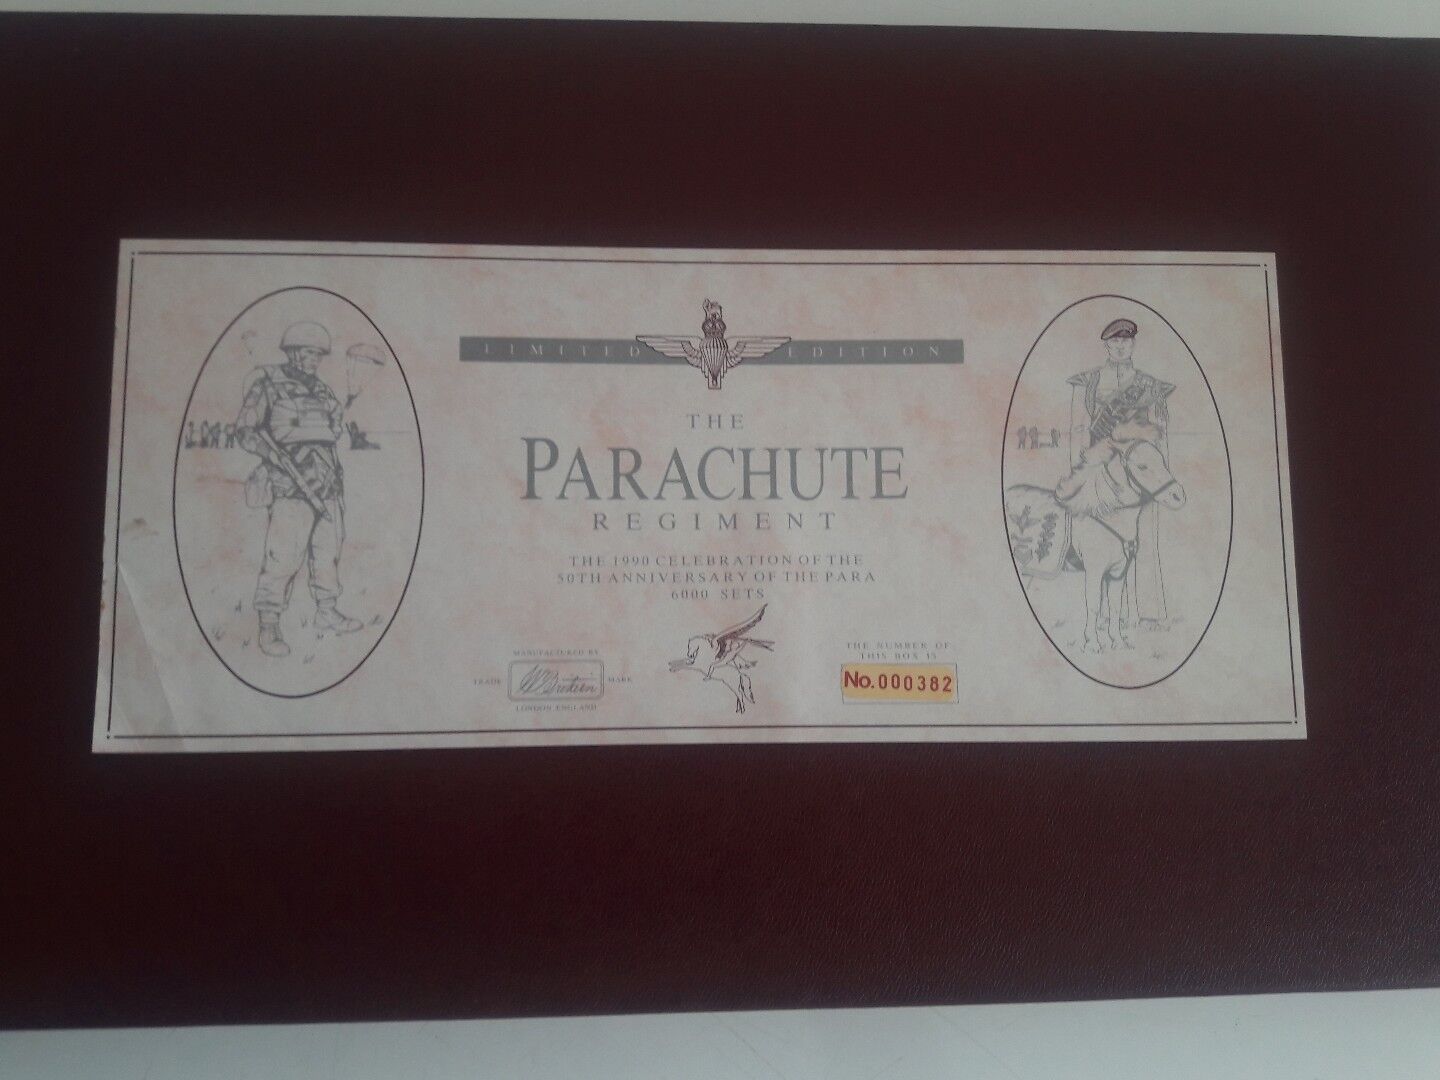 LIMITED EDITION
THE
PARACHUTE
REGIMENT
THE 1990 CELEBRATION OF THE
50TH ANNIVERSARY OF THE PARA
6000 SETS
MANUFACTURED BY
TRADE W Britain MARK
LONDON ENGLAND
THE NUMBER OF
THIS BOX IS
No.000382